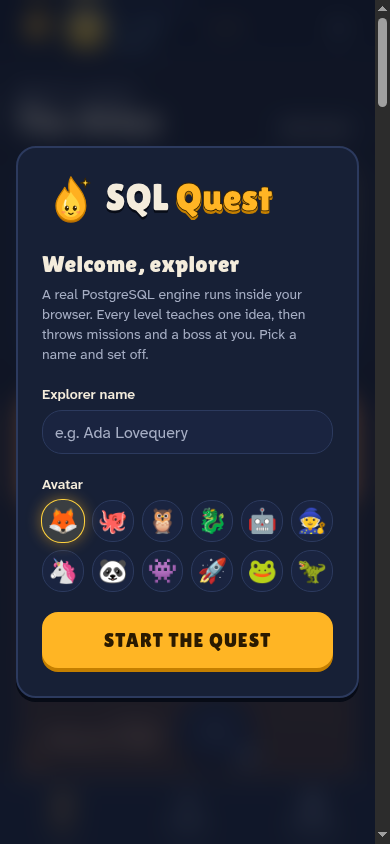 SQL Quest
Welcome, explorer
A real PostgreSQL engine runs inside your
browser. Every level teaches one idea, then
throws missions and a boss at you. Pick a
name and set off.
Explorer name
e.g. Ada Lovequery
Avatar
START THE QUEST